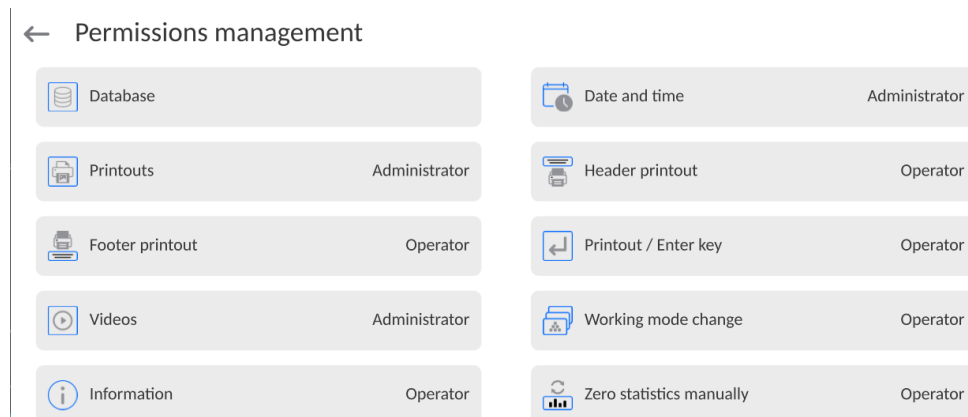 Permissions management
Database
Date and time Administrator
Printouts Administrator
Header printout Operator
Footer printout Operator
Printout / Enter key Operator
Videos Administrator
Working mode change Operator
Information Operator
Zero statistics manually Operator